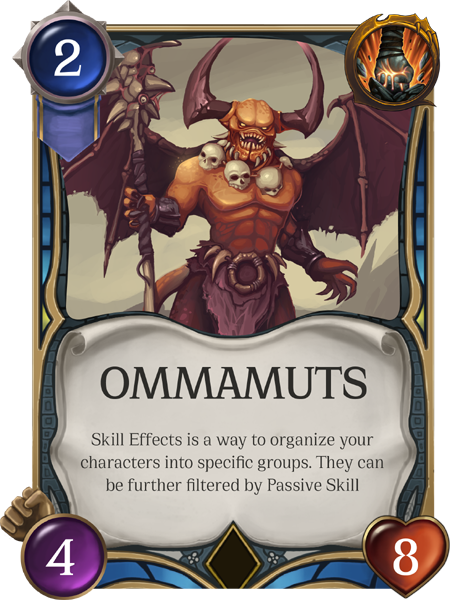 2
OMMAMUTS
Skill Effects is a way to organize your
characters into specific groups. They can
be further filtered by Passive Skill
4
8